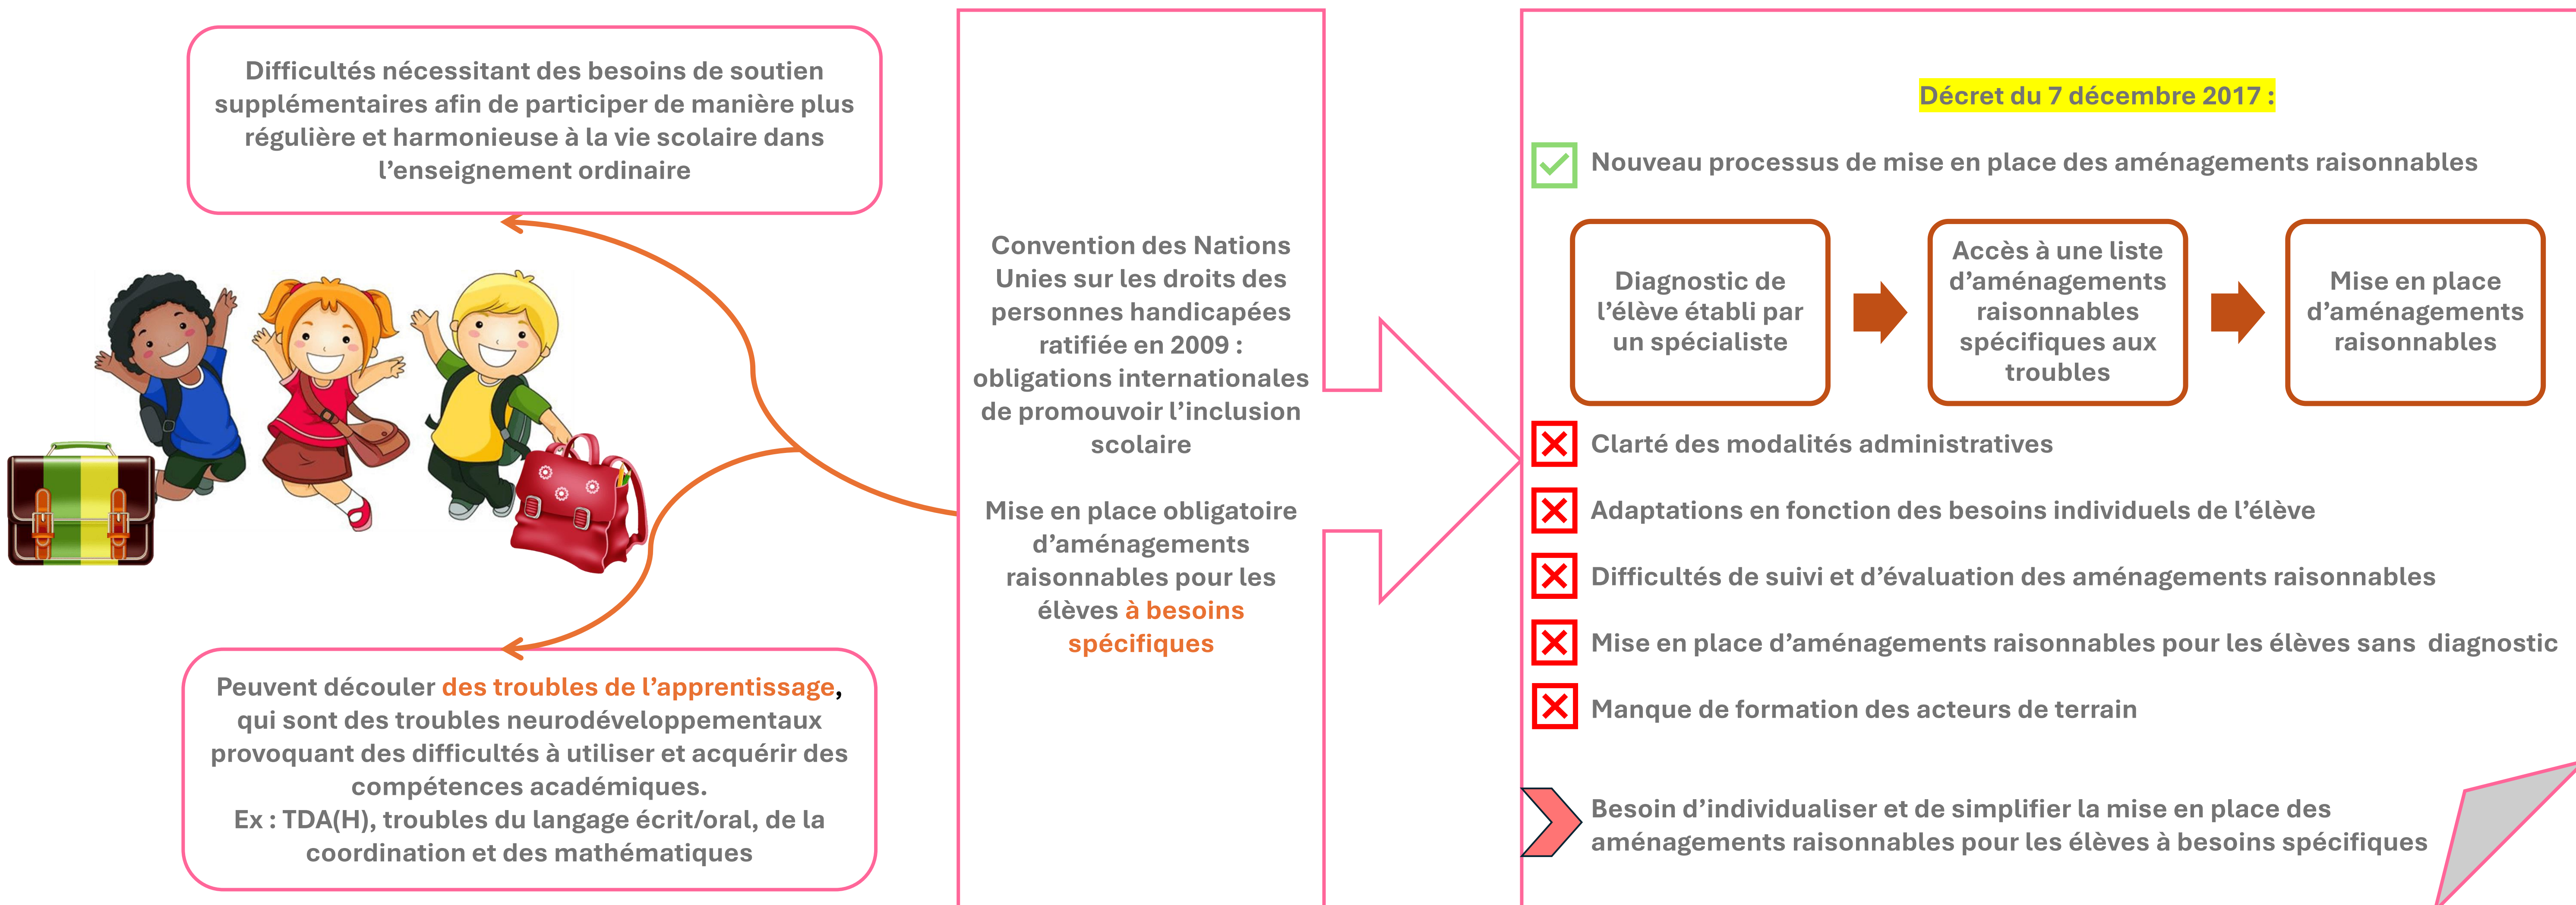 Difficultés nécessitant des besoins de soutien
supplémentaires afin de participer de manière plus
régulière et harmonieuse à la vie scolaire dans
l’enseignement ordinaire
Peuvent découler des troubles de l’apprentissage,
qui sont des troubles neurodéveloppementaux
provoquant des difficultés à utiliser et acquérir des
compétences académiques.
Ex : TDA(H), troubles du langage écrit/oral, de la
coordination et des mathématiques
Convention des Nations
Unies sur les droits des
personnes handicapées
ratifiée en 2009 :
obligations internationales
de promouvoir l’inclusion
scolaire
Mise en place obligatoire
d’aménagements
raisonnables pour les
élèves à besoins
spécifiques
Décret du 7 décembre 2017 :
Nouveau processus de mise en place des aménagements raisonnables
Diagnostic de
l’élève établi par
un spécialiste
Accès à une liste
d’aménagements
raisonnables
spécifiques aux
troubles
Mise en place
d’aménagements
raisonnables
Clarté des modalités administratives
Adaptations en fonction des besoins individuels de l’élève
Difficultés de suivi et d’évaluation des aménagements raisonnables
Mise en place d’aménagements raisonnables pour les élèves sans  diagnostic
Manque de formation des acteurs de terrain
Besoin d’individualiser et de simplifier la mise en place des
aménagements raisonnables pour les élèves à besoins spécifiques